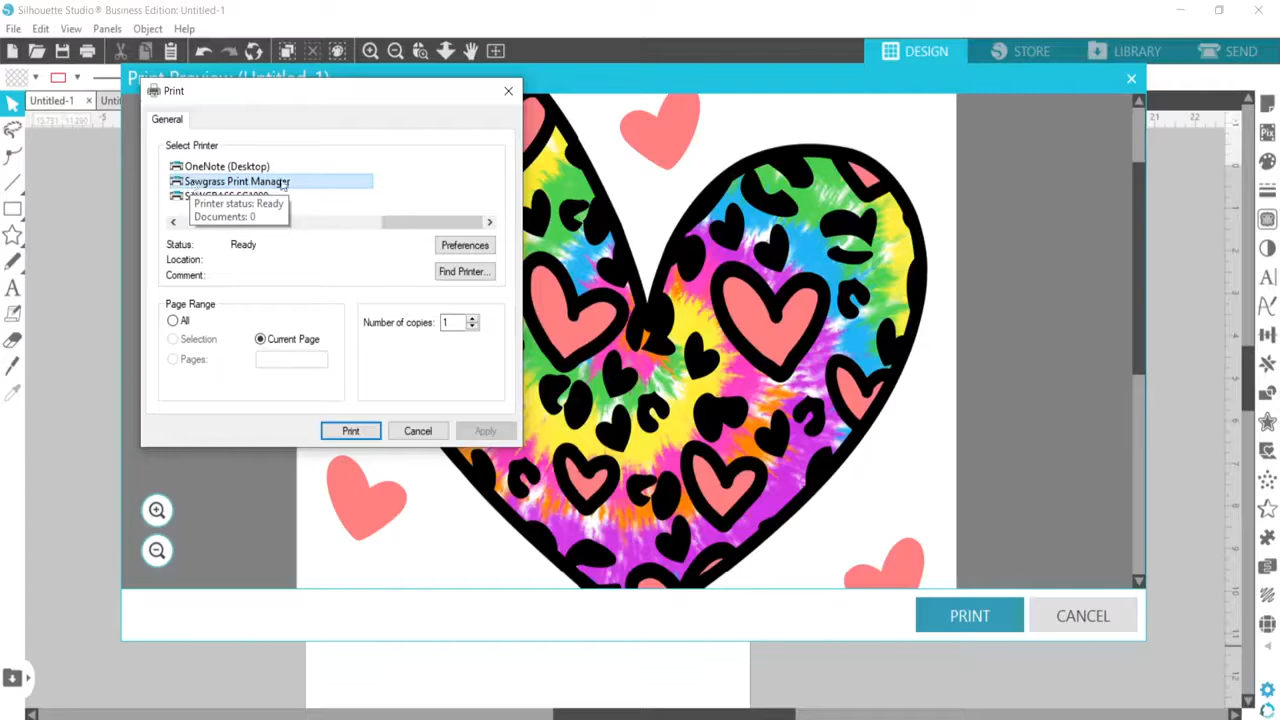 Silhouette Studio® Business Edition: Untitled-1
File Edit View Panels Object Help
DESIGN STORE LIBRARY SEND
Print Preview (Untitled_1)
Untitled-1
Print
General
Select Printer
OneNote (Desktop)
Sawgrass Print Manager
Printer status: Ready
Documents: 0
Status: Ready
Location:
Comment:
Preferences
Find Printer...
Page Range
All
Selection
Current Page
Pages:
Number of copies: 1
Print Cancel Apply
PRINT CANCEL